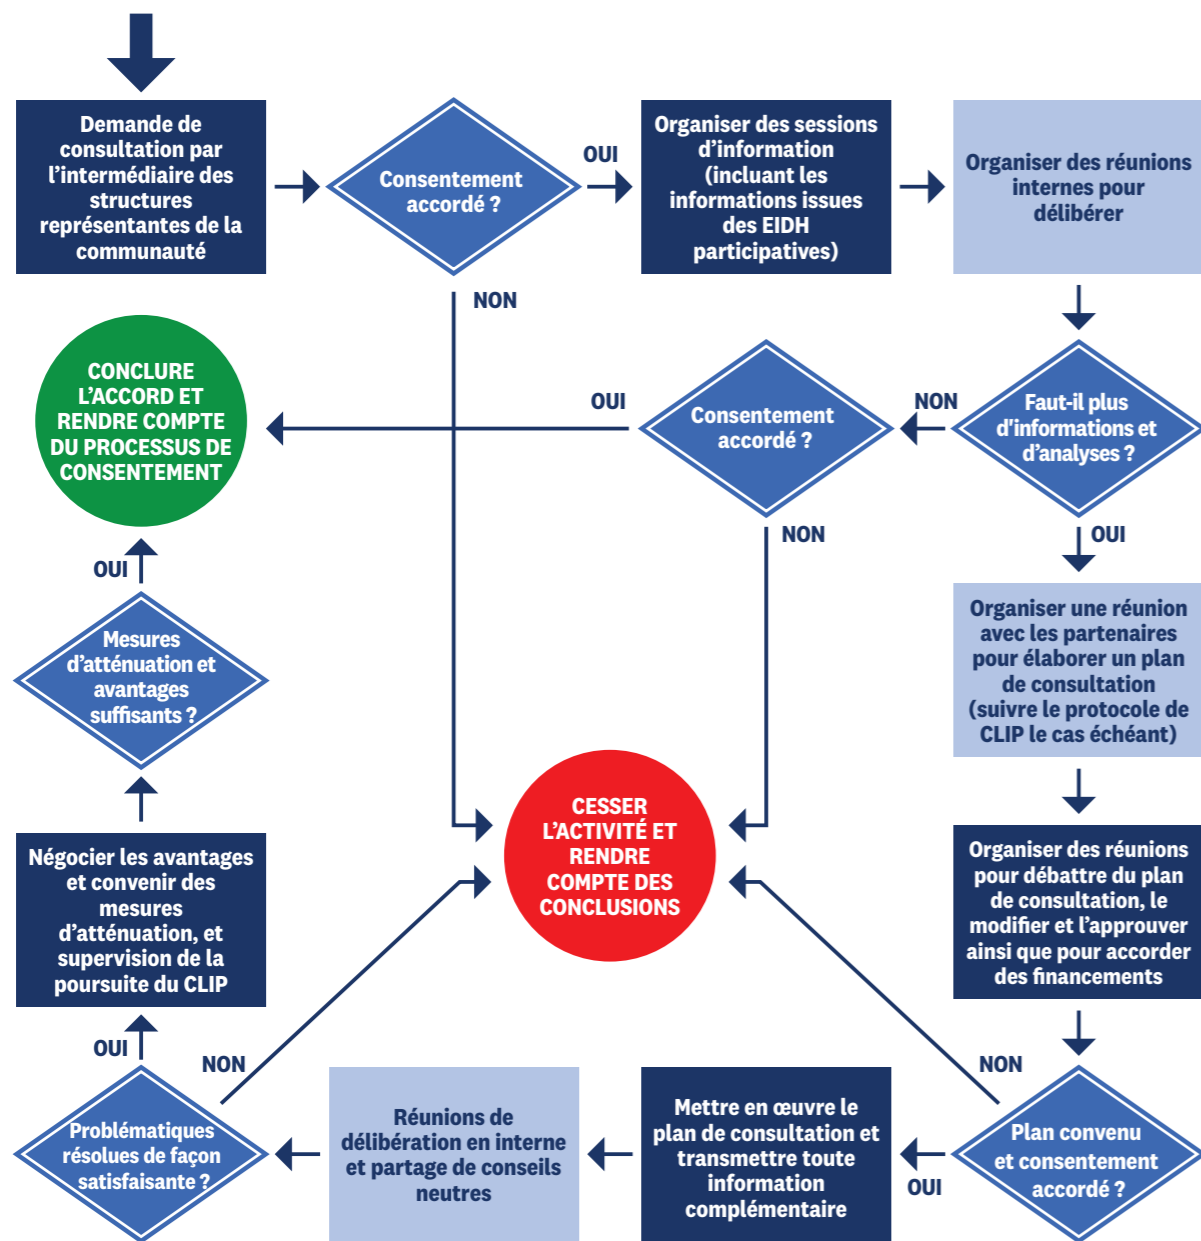 Demande de
consultation par
l’intermédiaire des
structures
représentantes de la
communauté
Consentement
accordé ?
OUI
Organiser des sessions
d’information
(incluant les
informations issues
des EIDH
participatives)
Organiser des réunions
internes pour
délibérer
NON
Faut-il plus
d'informations et
d’analyses ?
NON
Consentement
accordé ?
OUI
CONCLURE
L’ACCORD ET
RENDRE COMPTE
DU PROCESSUS DE
CONSENTEMENT
NON
OUI
Organiser une réunion
avec les partenaires
pour élaborer un plan
de consultation
(suivre le protocole de
CLIP le cas échéant)
Organiser des réunions
pour débattre du plan
de consultation, le
modifier et l’approuver
ainsi que pour accorder
des financements
Plan convenu
et consentement
accordé ?
NON
OUI
Mettre en œuvre le
plan de consultation et
transmettre toute
information
complémentaire
Réunions de
délibération en interne
et partage de conseils
neutres
Problématiques
résolues de façon
satisfaisante ?
NON
OUI
Négocier les avantages
et convenir des
mesures
d’atténuation, et
supervision de la
poursuite du CLIP
Mesures
d’atténuation et
avantages
suffisants ?
OUI
CESSER
L’ACTIVITÉ ET
RENDRE
COMPTE DES
CONCLUSIONS